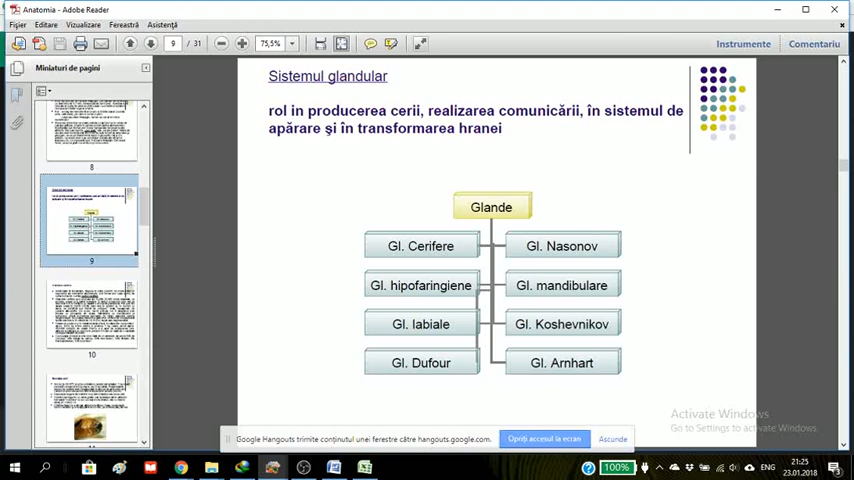 Anatomia - Adobe Reader
Fișier Editare Vizualizare Fereastră Asistență
9 / 31 75,5% Instrumente Comentariu
Miniaturi de pagini
8
9
10
Sistemul glandular
rol in producerea cerii, realizarea comunicării, în sistemul de
apărare şi în transformarea hranei
Glande
Gl. Cerifere Gl. Nasonov
Gl. hipofaringiene Gl. mandibulare
Gl. labiale Gl. Koshevnikov
Gl. Dufour Gl. Arnhart
Activate Windows
Go to Settings to activate Windows.
Google Hangouts trimite conținutul unei ferestre către hangouts.google.com. Opriți accesul la ecran Ascunde
100% ENG 21:25
23.01.2018
3